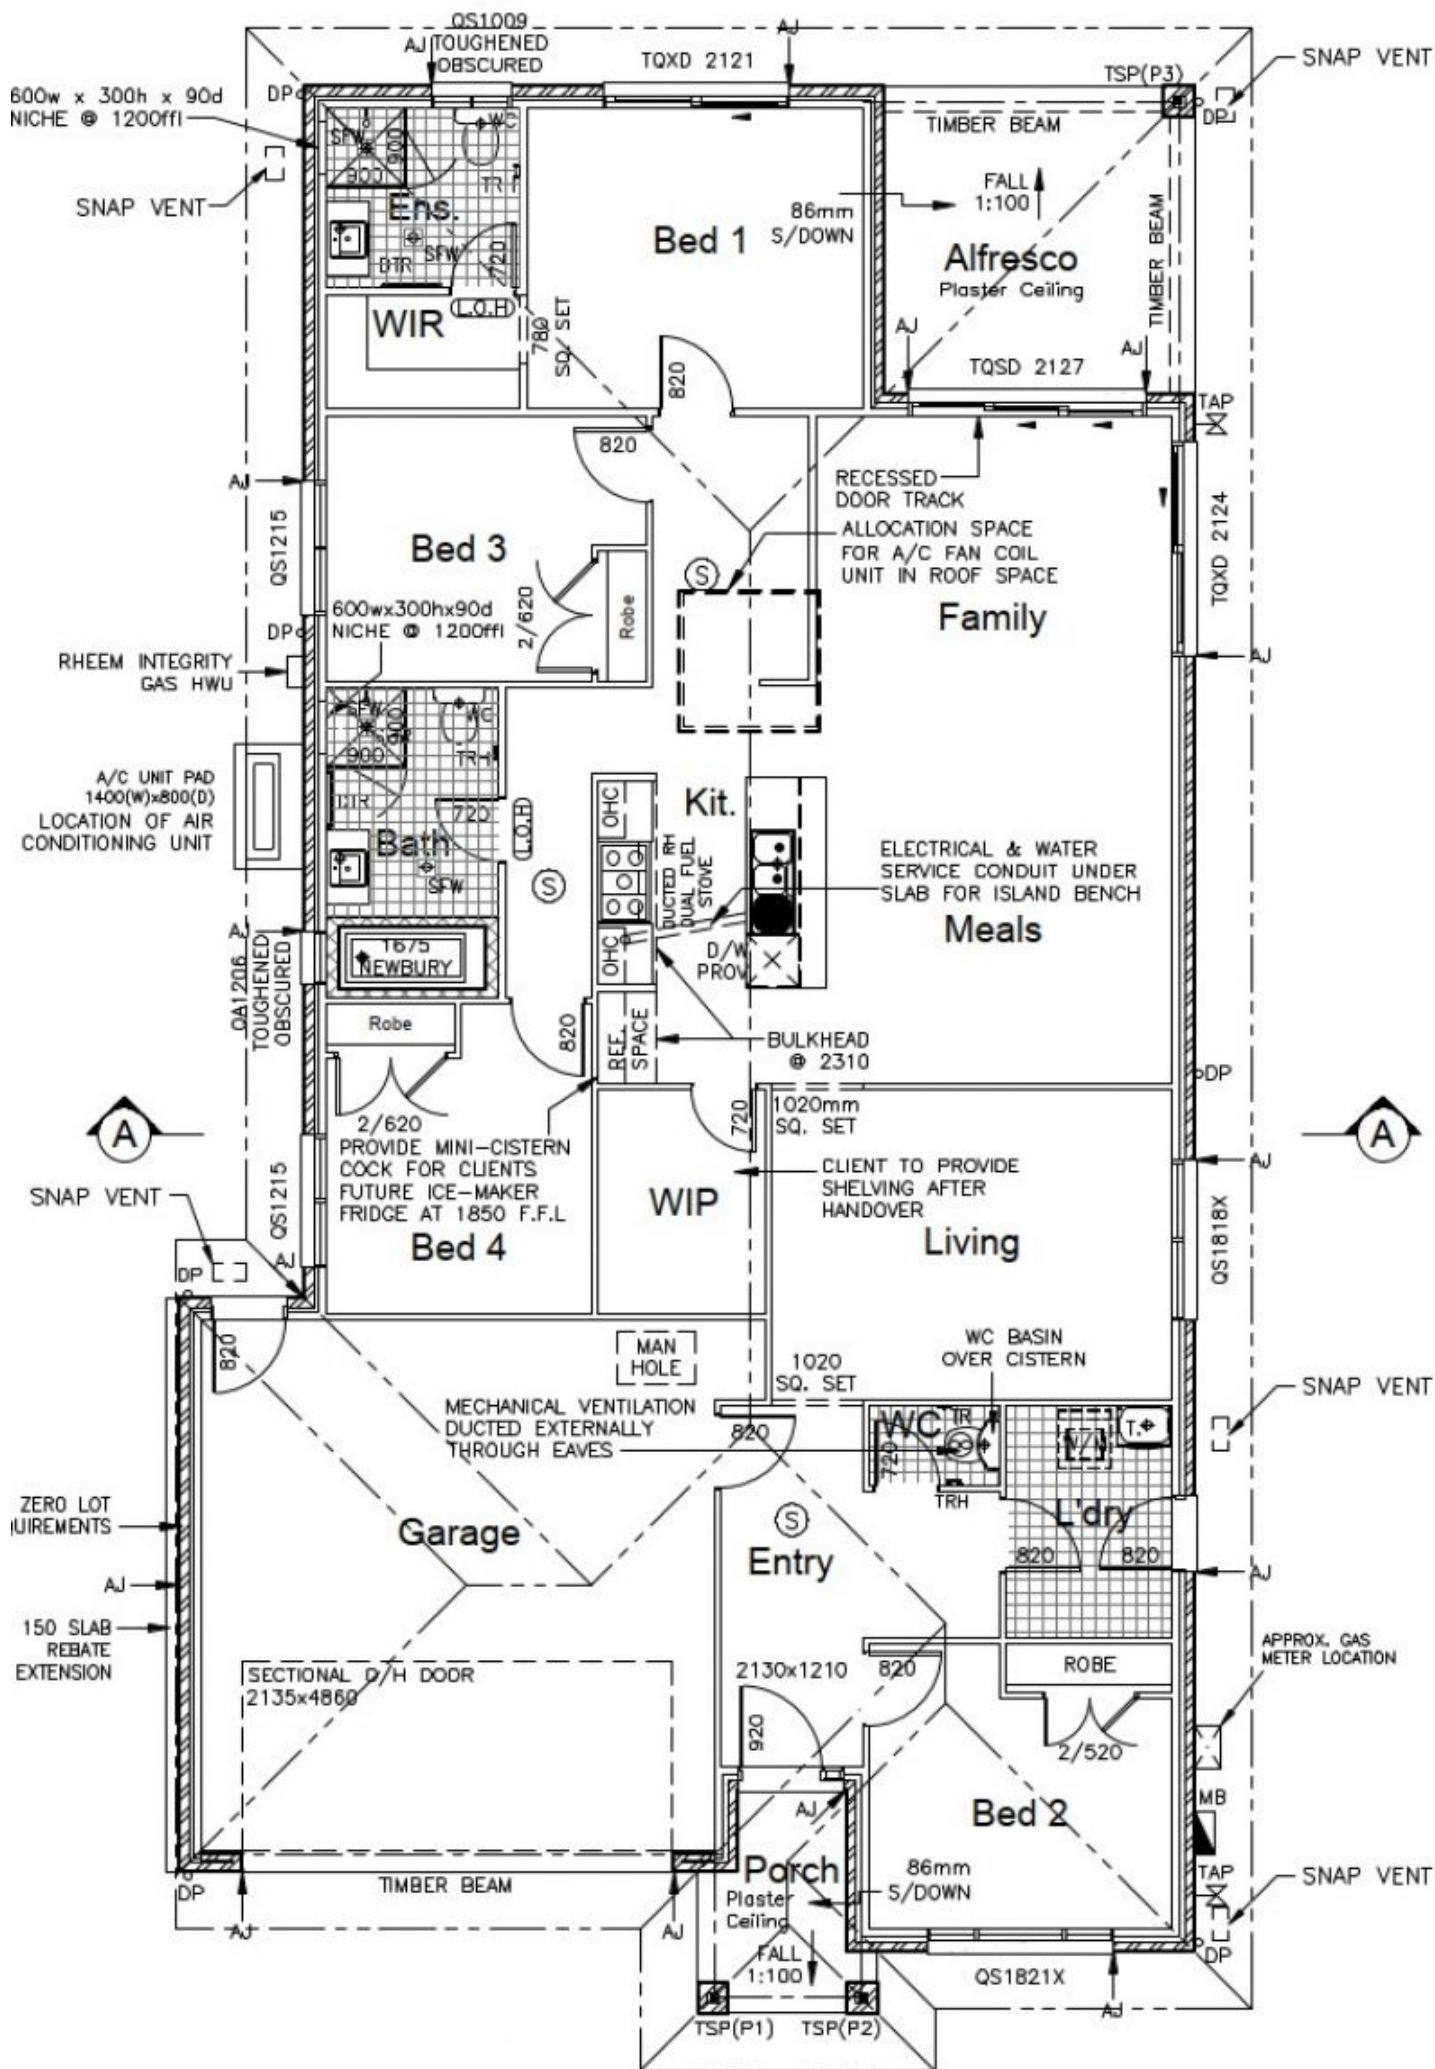 QS1009
TOUGHENED
OBSCURED
AJ
AJ
TQXD 2121
SNAP VENT
TSP(P3)
600w x 300h x 90d
NICHE @ 1200ffl
DP
DP
TIMBER BEAM
SFW
900
900
WC
SNAP VENT
Ens.
SFW
DTR
720
Bed 1
86mm
S/DOWN
FALL
1:100
Alfresco
Plaster Ceiling
TIMBER BEAM
WIR
L.O.H
780
SQ. SET
AJ
AJ
TQSD 2127
820
TAP
820
AJ
QS1215
RECESSED
DOOR TRACK
TQXD 2124
Bed 3
S
ALLOCATION SPACE
FOR A/C FAN COIL
UNIT IN ROOF SPACE
600wx300hx90d
NICHE @ 1200ffl
2/620
Robe
Family
DP
AJ
RHEEM INTEGRITY
GAS HWU
SFW
900
900
WC
TRH
A/C UNIT PAD
1400(W)x800(D)
LOCATION OF AIR
CONDITIONING UNIT
DTR
720
L.O.H
Bath
SFW
S
OHC
Kit.
DUCTED RH
DUAL FUEL
STOVE
ELECTRICAL & WATER
SERVICE CONDUIT UNDER
SLAB FOR ISLAND BENCH
Meals
AJ
QA1206
TOUGHENED
OBSCURED
1675
NEWBURY
OHC
D/W
PROV
Robe
820
REF.
SPACE
BULKHEAD
@ 2310
DP
A
A
2/620
720
1020mm
SQ. SET
PROVIDE MINI-CISTERN
COCK FOR CLIENTS
FUTURE ICE-MAKER
FRIDGE AT 1850 F.F.L
CLIENT TO PROVIDE
SHELVING AFTER
HANDOVER
AJ
SNAP VENT
QS1215
WIP
Bed 4
Living
QS1818X
AJ
DP
820
MAN
HOLE
1020
SQ. SET
WC BASIN
OVER CISTERN
SNAP VENT
MECHANICAL VENTILATION
DUCTED EXTERNALLY
THROUGH EAVES
820
WC
TR
720
TRH
W/M
T.
ZERO LOT
QUIREMENTS
Garage
S
Entry
L'dry
820
820
AJ
AJ
150 SLAB
REBATE
EXTENSION
APPROX. GAS
METER LOCATION
SECTIONAL O/H DOOR
2135x4860
2130x1210
820
ROBE
920
2/520
MB
Bed 2
AJ
Porch
Plaster
Ceiling
86mm
S/DOWN
TAP
SNAP VENT
DP
TIMBER BEAM
AJ
AJ
FALL
1:100
DP
QS1821X
AJ
TSP(P1)
TSP(P2)